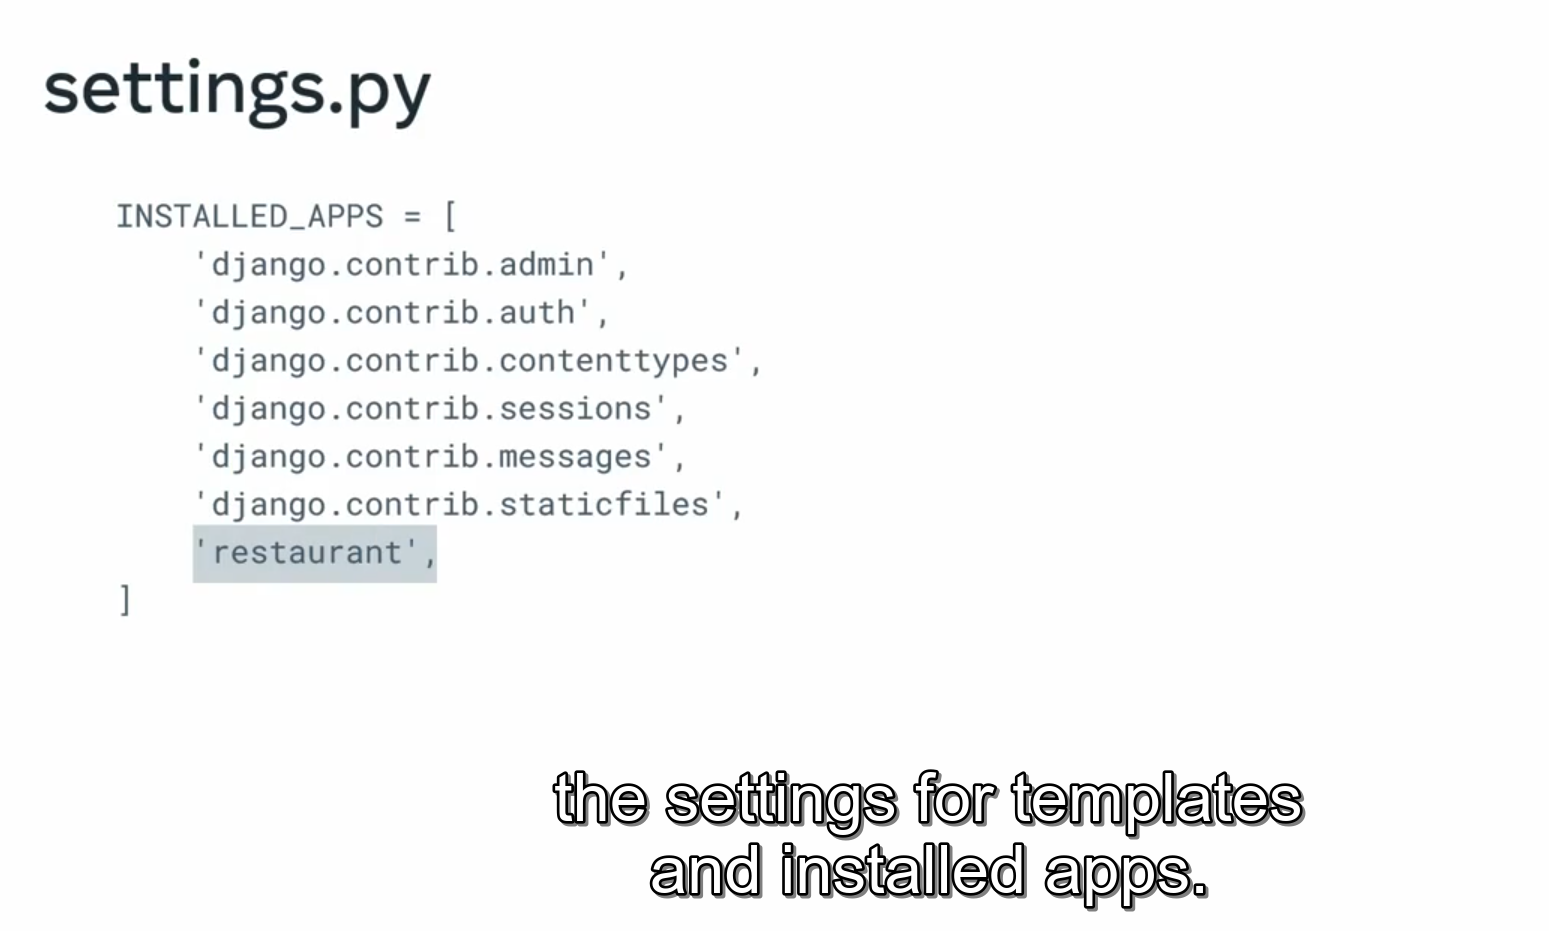 settings.py
INSTALLED_APPS = [
    'django.contrib.admin',
    'django.contrib.auth',
    'django.contrib.contenttypes',
    'django.contrib.sessions',
    'django.contrib.messages',
    'django.contrib.staticfiles',
    'restaurant',
]
the settings for templates
and installed apps.